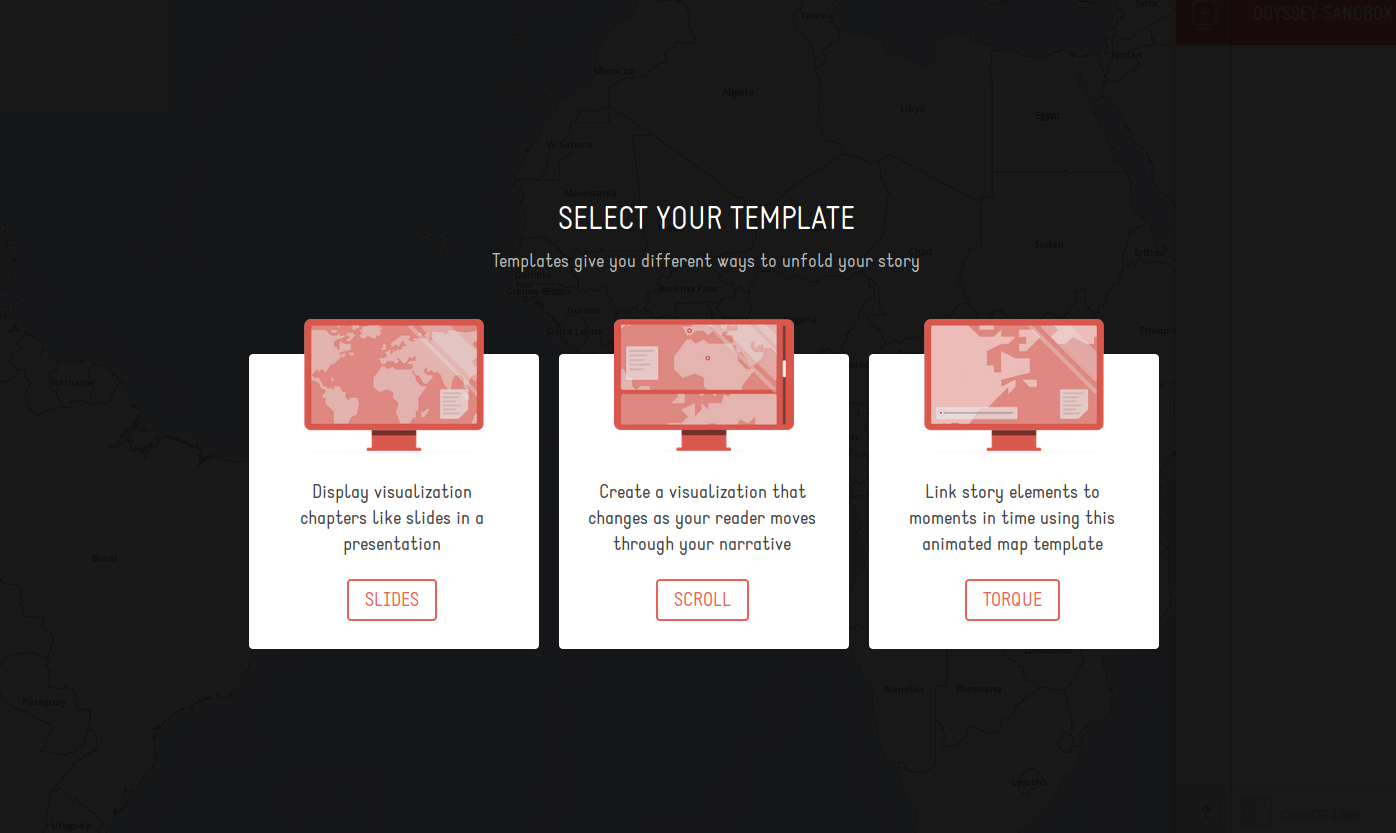 ODYSSEY SANDBOX
Syria
Tunisia
Morocco
Jordan
Algeria
Libya
Egypt
W. Sahara
Mauritania
SELECT YOUR TEMPLATE
Chad
Sudan
Eritrea
Templates give you different ways to unfold your story
Guinea-Bissau
Burkina Faso
Guinea
Sierra Leone
Ethiopia
Suriname
Display visualization
chapters like slides in a
presentation
SLIDES
Create a visualization that
changes as your reader moves
through your narrative
SCROLL
Link story elements to
moments in time using this
animated map template
TORQUE
Brazil
Namibia
Botswana
Paraguay
Lesotho
Uruguay
?
CartoDB Light